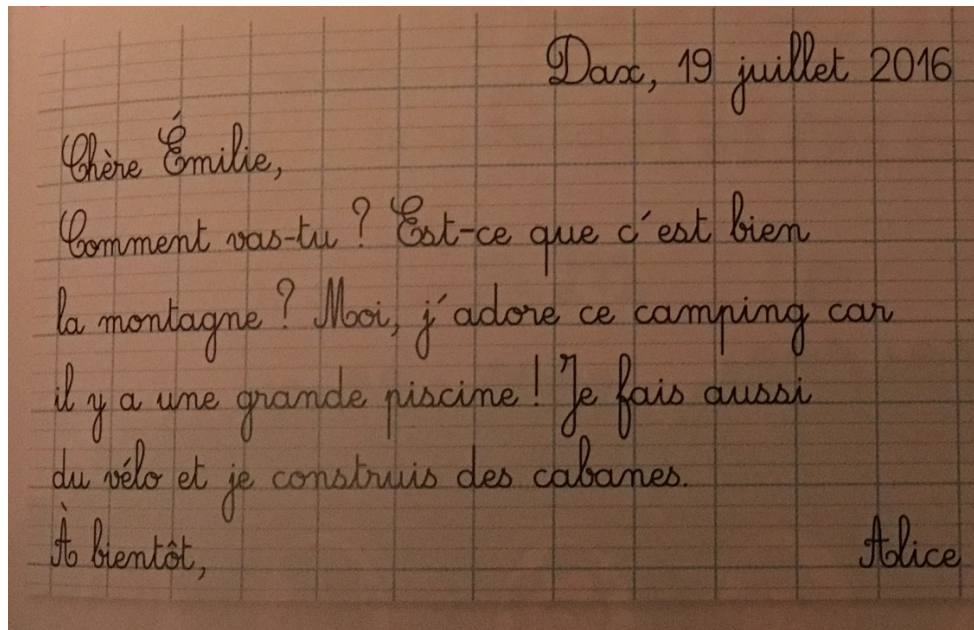 Dax, 19 juillet 2016
Chère Émilie,
Comment vas-tu ? Est-ce que c'est bien
la montagne ? Moi, j'adore ce camping car
il y a une grande piscine ! Je fais aussi
du vélo et je construis des cabanes.
À bientôt, Alice